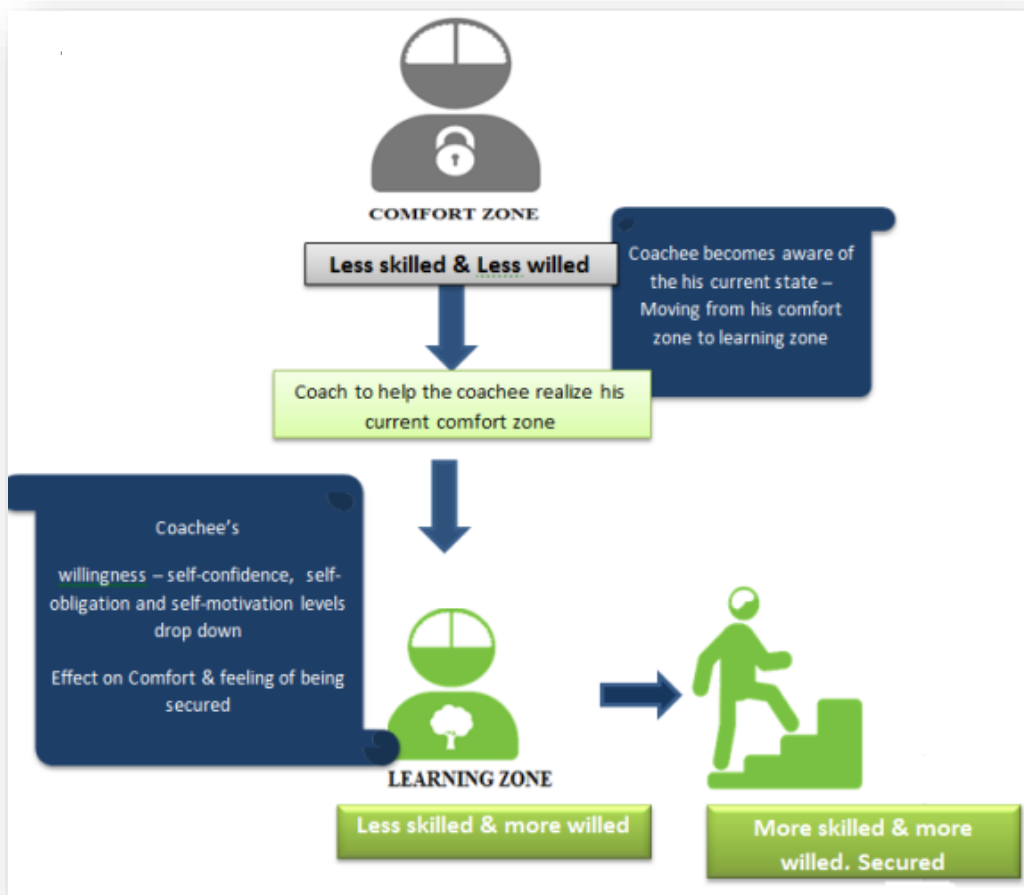 COMFORT ZONE
Less skilled & Less willed
Coachee becomes aware of
the his current state –
Moving from his comfort
zone to learning zone
Coach to help the coachee realize his
current comfort zone
Coachee's
willingness – self-confidence, self-
obligation and self-motivation levels
drop down
Effect on Comfort & feeling of being
secured
LEARNING ZONE
Less skilled & more willed
More skilled & more
willed. Secured